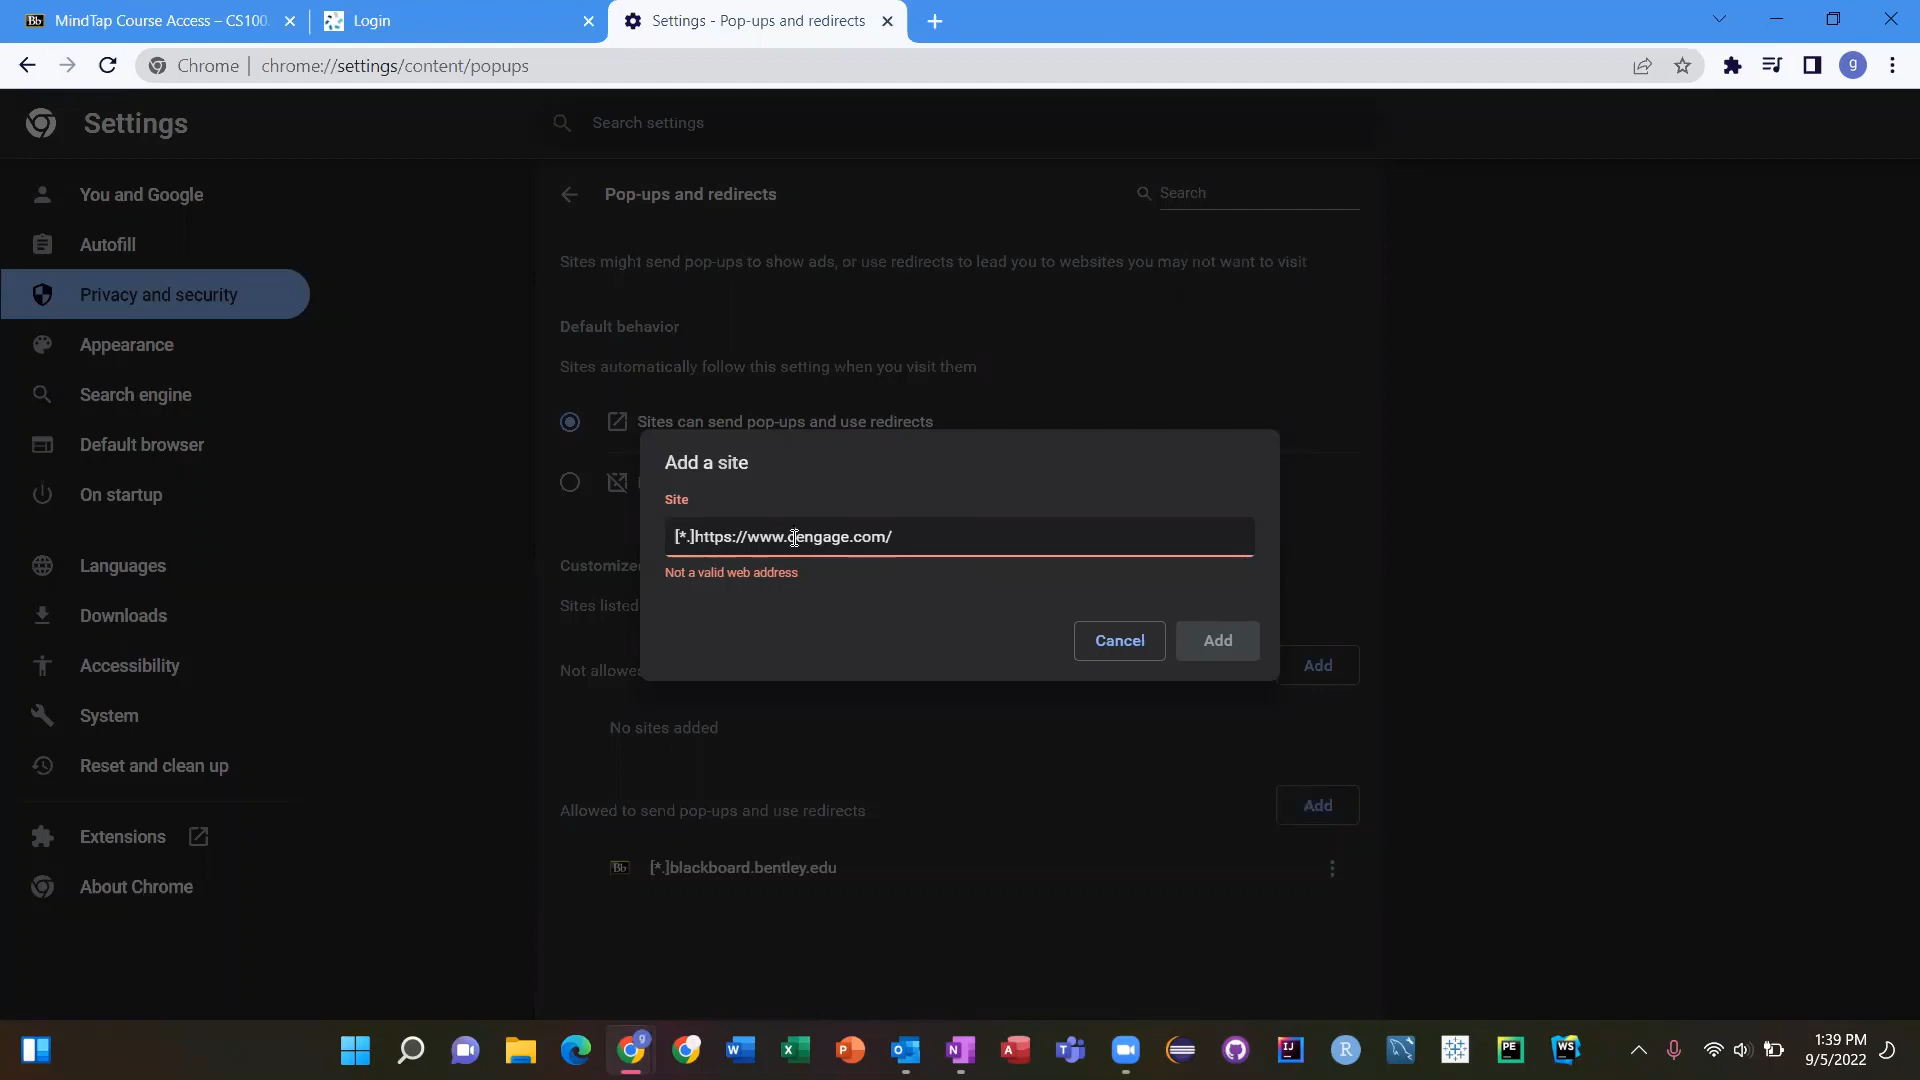 MindTap Course Access – CS100
Login
Settings - Pop-ups and redirects
Chrome | chrome://settings/content/popups
g
Settings
Search settings
You and Google
Autofill
Privacy and security
Appearance
Search engine
Default browser
On startup
Languages
Downloads
Accessibility
System
Reset and clean up
Extensions
About Chrome
Pop-ups and redirects
Search
Sites might send pop-ups to show ads, or use redirects to lead you to websites you may not want to visit
Default behavior
Sites automatically follow this setting when you visit them
Sites can send pop-ups and use redirects
Add a site
Site
[*.]https://www.cengage.com/
Not a valid web address
Cancel
Add
Customized
Sites listed
Not allowed
Add
No sites added
Allowed to send pop-ups and use redirects
Add
Bb
[*.]blackboard.bentley.edu
1:39 PM
9/5/2022